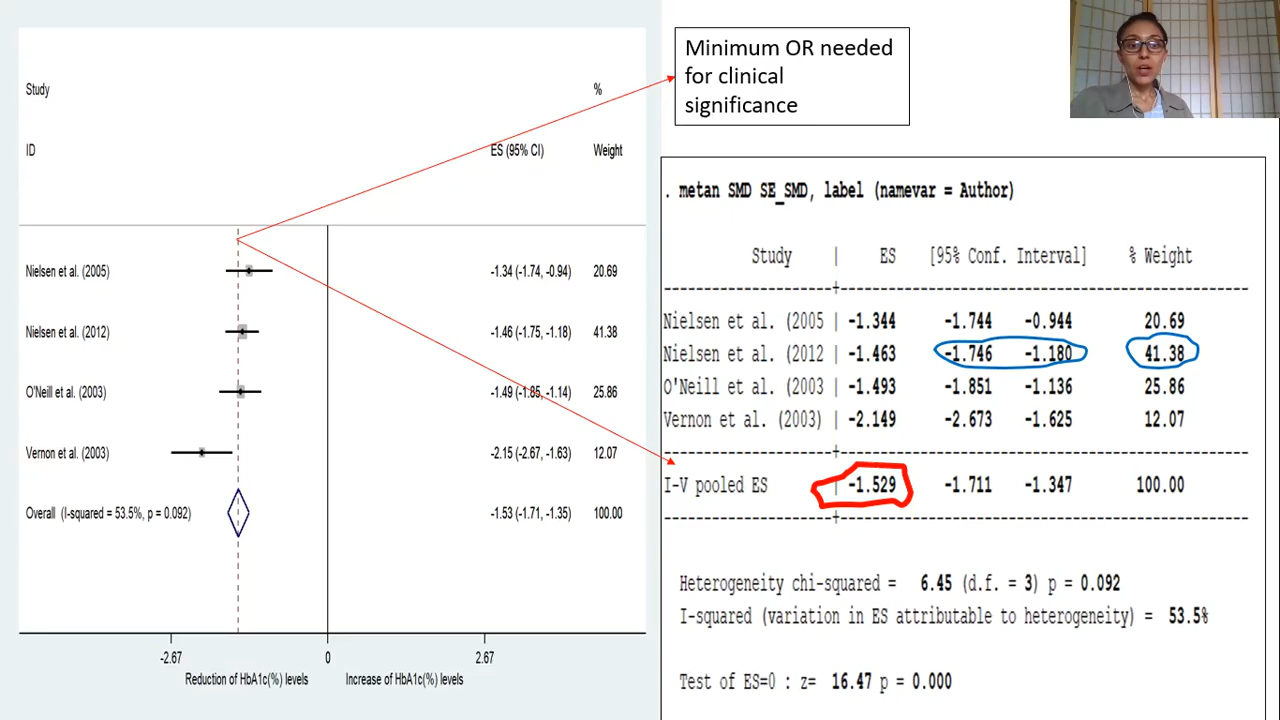 Study
%
ID
ES (95% CI)
Weight
Nielsen et al. (2005)
-1.34 (-1.74, -0.94)
20.69
Nielsen et al. (2012)
-1.46 (-1.75, -1.18)
41.38
O'Neill et al. (2003)
-1.49 (-1.85, -1.14)
25.86
Vernon et al. (2003)
-2.15 (-2.67, -1.63)
12.07
Overall (I-squared = 53.5%, p = 0.092)
-1.53 (-1.71, -1.35)
100.00
-2.67
0
2.67
Reduction of HbA1c(%) levels
Increase of HbA1c(%) levels
Minimum OR needed
for clinical
significance
. metan SMD SE_SMD, label (namevar = Author)
Study | ES [95% Conf. Interval] % Weight
---------------------+---------------------------------------------------
Nielsen et al. (2005 | -1.344 -1.744 -0.944 20.69
Nielsen et al. (2012 | -1.463 -1.746 -1.180 41.38
O'Neill et al. (2003 | -1.493 -1.851 -1.136 25.86
Vernon et al. (2003) | -2.149 -2.673 -1.625 12.07
---------------------+---------------------------------------------------
I-V pooled ES | -1.529 -1.711 -1.347 100.00
---------------------+---------------------------------------------------
Heterogeneity chi-squared = 6.45 (d.f. = 3) p = 0.092
I-squared (variation in ES attributable to heterogeneity) = 53.5%
Test of ES=0 : z= 16.47 p = 0.000